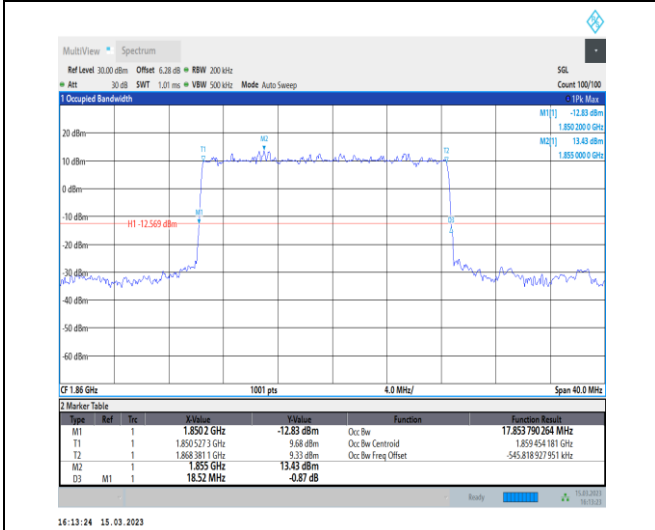 MultiView Spectrum
Ref Level 30.00 dBm Offset 6.28 dB RBW 200 kHz SGL
Att 30 dB SWT 1.01 ms VBW 500 kHz Mode Auto Sweep Count 100/100
1 Occupied Bandwidth 1Pk Max
M1[1] -12.83 dBm
1.850 200 0 GHz
M2[1] 13.43 dBm
1.855 000 0 GHz
20 dBm
M2
T1 T2
10 dBm
0 dBm
-10 dBm
M1
H1 -12.569 dBm
D3
-20 dBm
-30 dBm
-40 dBm
-50 dBm
-60 dBm
CF 1.86 GHz 1001 pts 4.0 MHz/ Span 40.0 MHz
2 Marker Table
Type Ref Trc X-Value Y-Value Function Function Result
M1 1 1.850 2 GHz -12.83 dBm Occ Bw 17.853 790 264 MHz
T1 1 1.850 527 3 GHz 9.68 dBm Occ Bw Centroid 1.859 454 181 GHz
T2 1 1.868 381 1 GHz 9.33 dBm Occ Bw Freq Offset -545.818 927 951 kHz
M2 1 1.855 GHz 13.43 dBm
D3 M1 1 18.52 MHz -0.87 dB
Ready 15.03.2023
16:13:23
16:13:24 15.03.2023